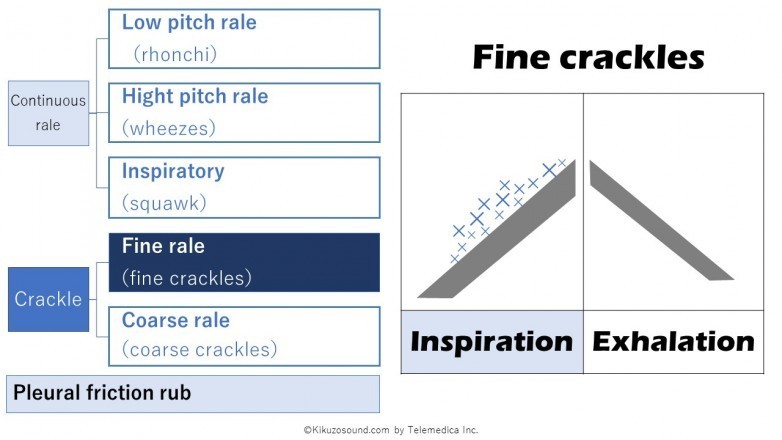 Low pitch rale
(rhonchi)
Continuous
rale
Hight pitch rale
(wheezes)
Inspiratory
(squawk)
Fine rale
(fine crackles)
Crackle
Coarse rale
(coarse crackles)
Pleural friction rub
Fine crackles
Inspiration
Exhalation
©Kikuzosound.com by Telemedica Inc.